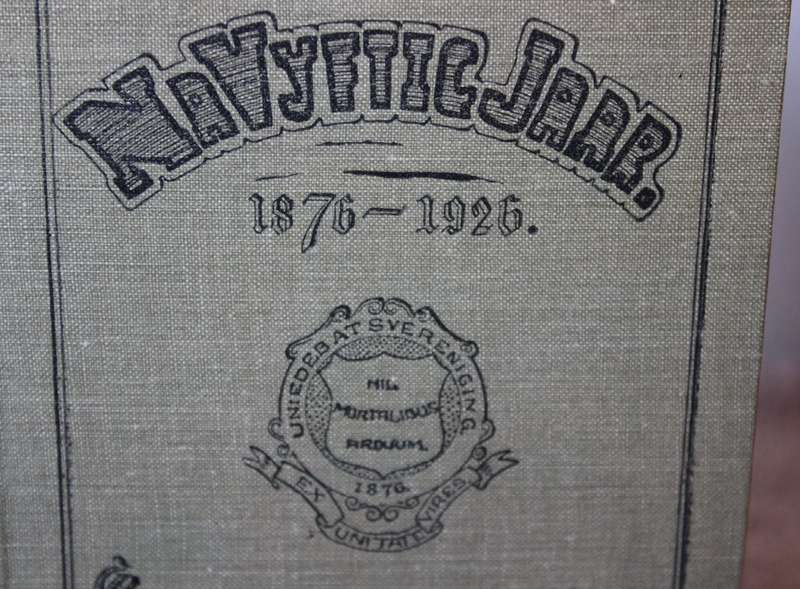 NA VYFTIG JAAR.
1876 – 1926.
UNIEDEBATSVERENIGING
NIL
MORTALIBUS
ARDUUM.
1876.
EX UNITATE VIRES